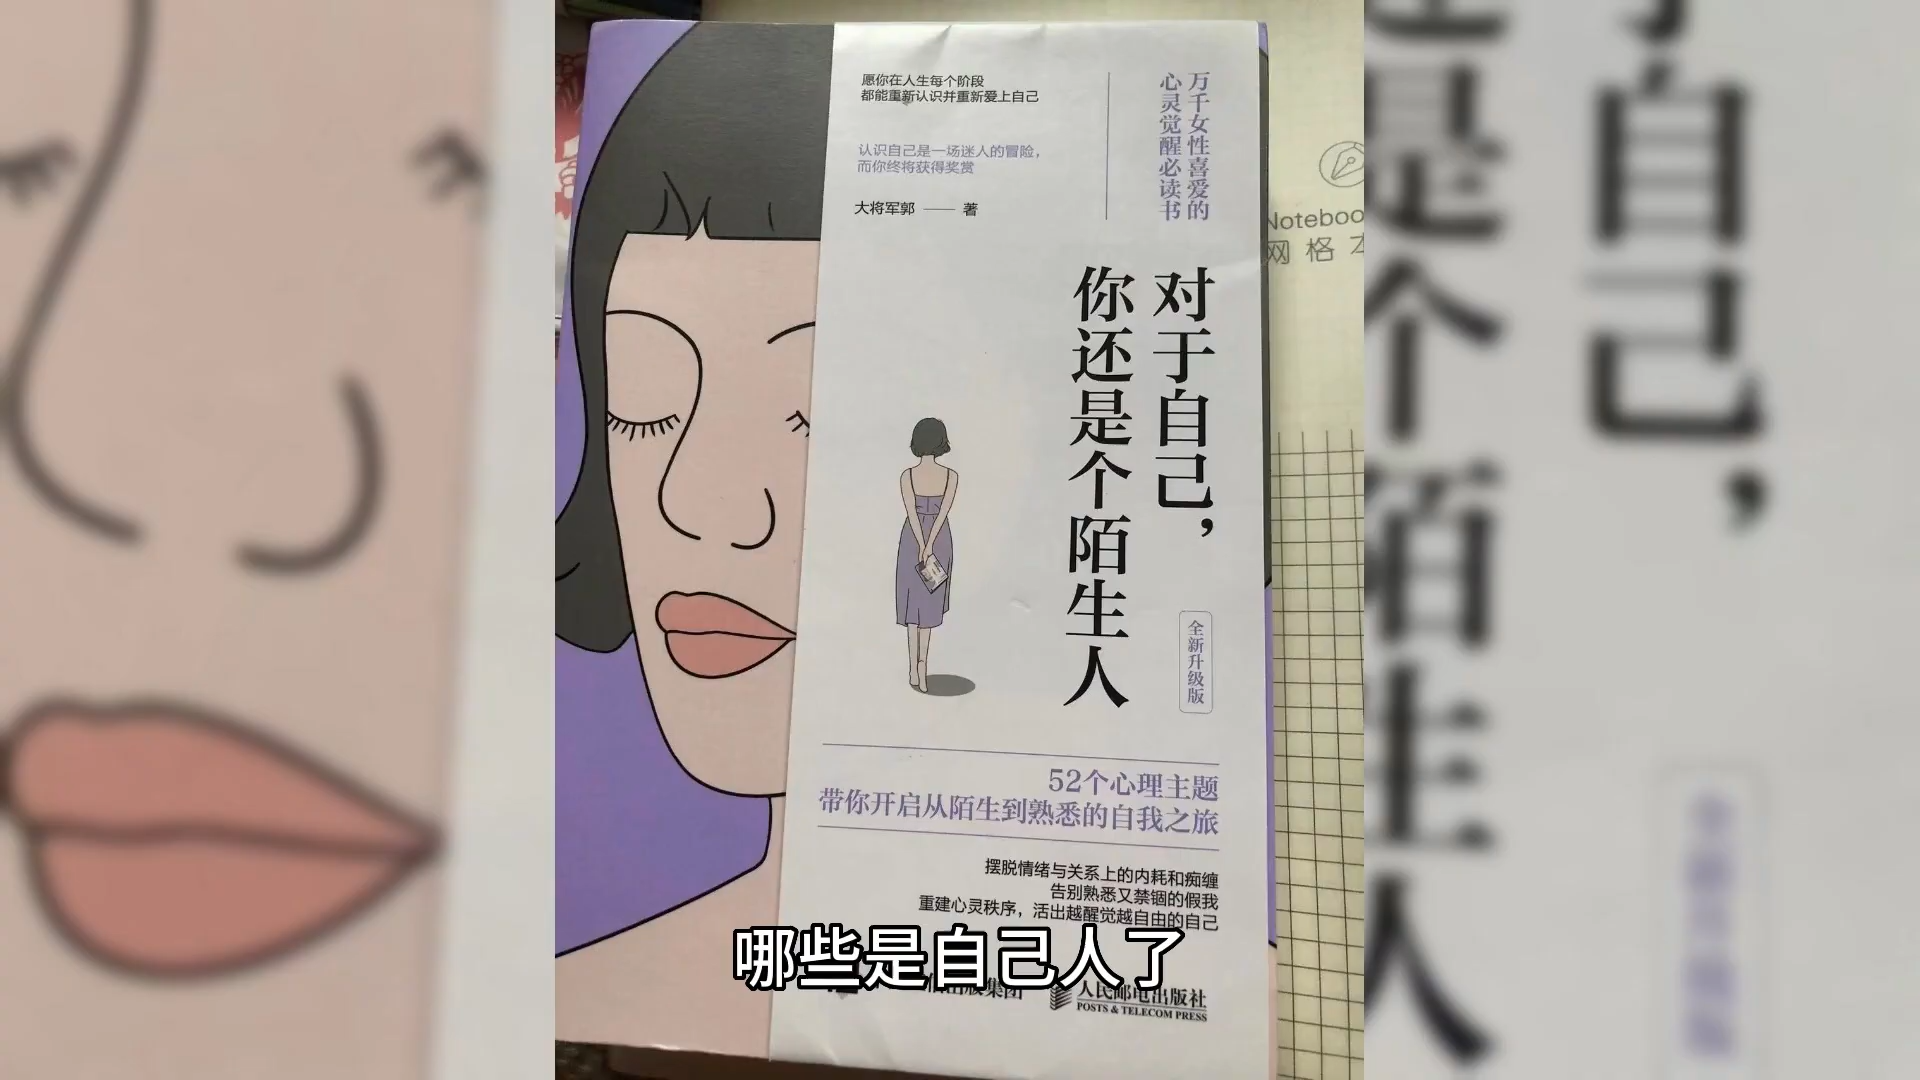 愿你在人生每个阶段
都能重新认识并重新爱上自己
认识自己是一场迷人的冒险，
而你终将获得奖赏
大将军郭 —— 著
万千女性喜爱的
心灵觉醒必读书
对于自己，
你还是个陌生人
全新升级版
52个心理主题
带你开启从陌生到熟悉的自我之旅
摆脱情绪与关系上的内耗和痴缠
告别熟悉又禁锢的假我
重建心灵秩序，活出越醒觉越自由的自己
哪些是自己人了
出版集团
人民邮电出版社
POSTS & TELECOM PRESS
Noteboo
网格本